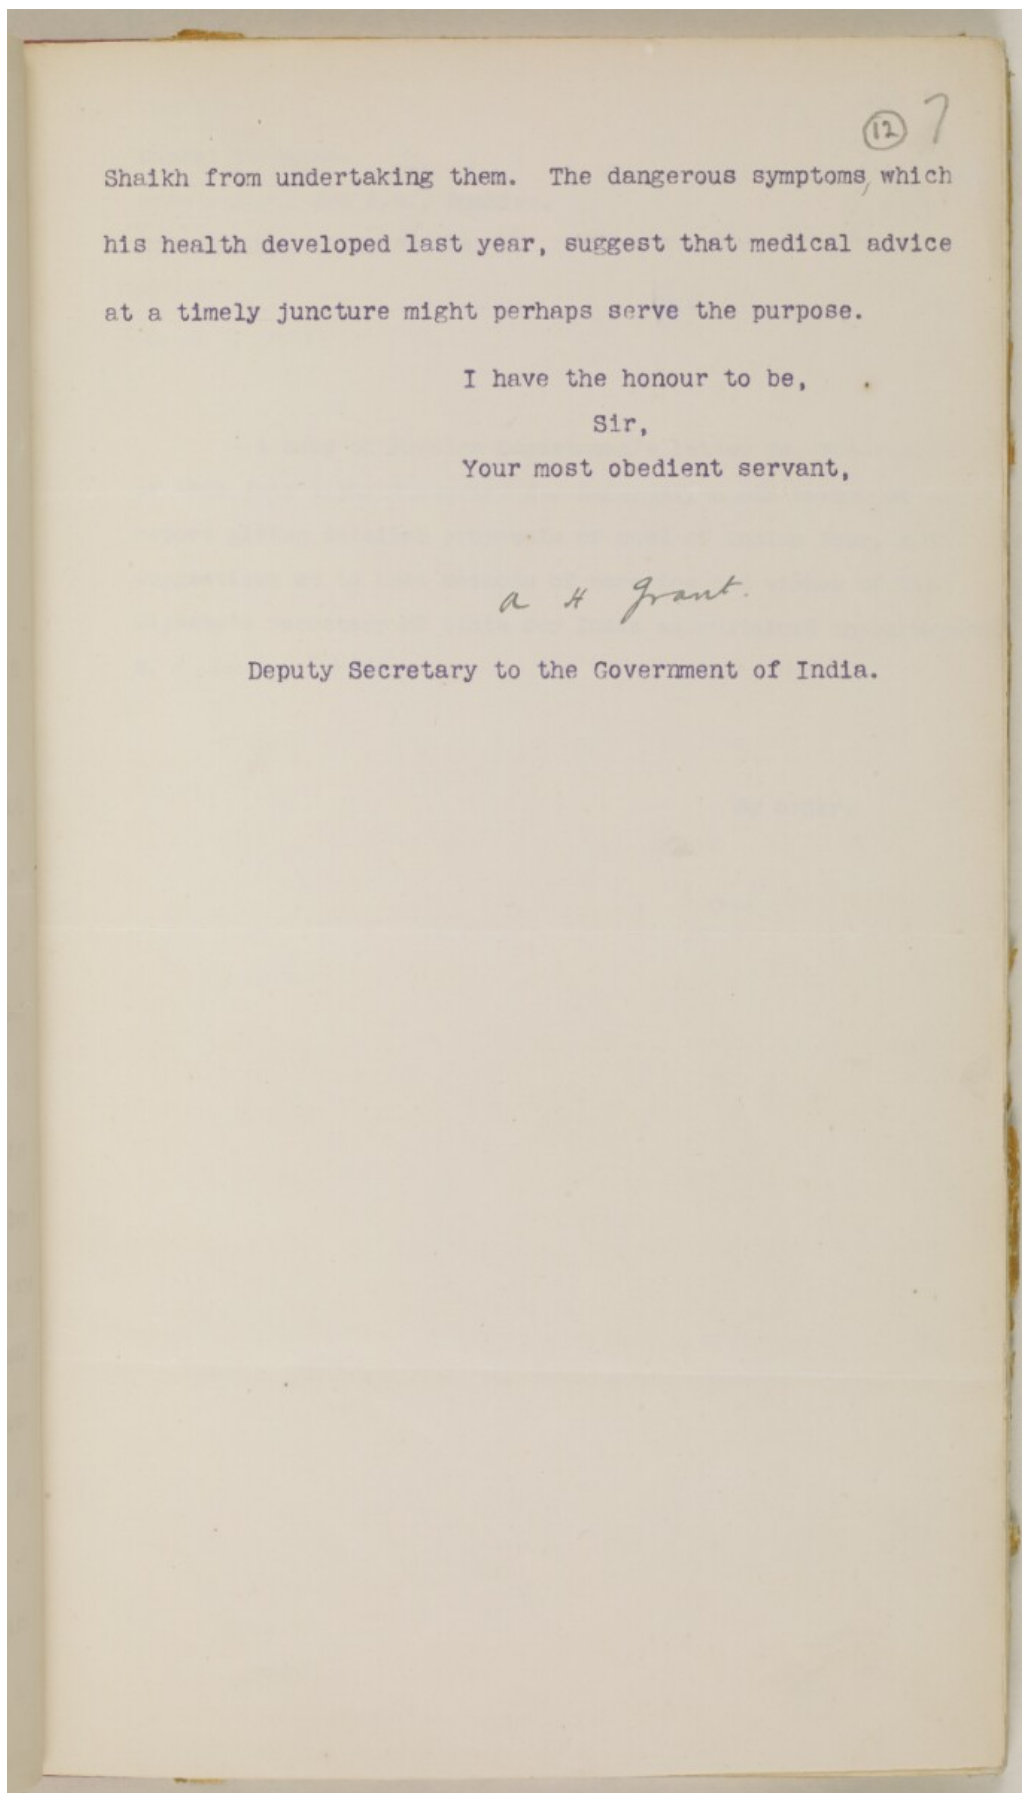 12 7
Shaikh from undertaking them. The dangerous symptoms, which
his health developed last year, suggest that medical advice
at a timely juncture might perhaps serve the purpose.
I have the honour to be,
Sir,
Your most obedient servant,
A H Grant.
Deputy Secretary to the Government of India.